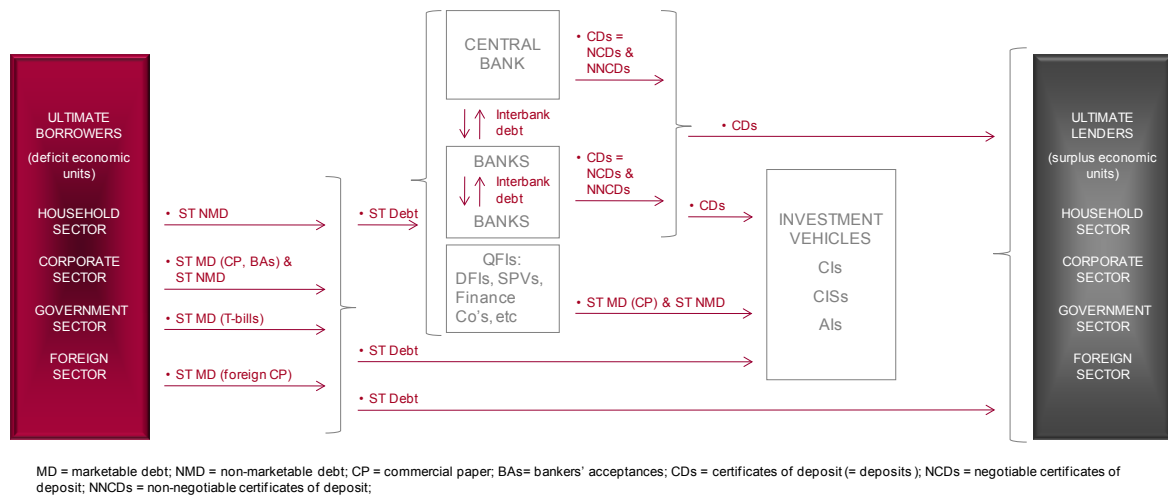 ULTIMATE
BORROWERS
(deficit economic
units)
HOUSEHOLD
SECTOR
CORPORATE
SECTOR
GOVERNMENT
SECTOR
FOREIGN
SECTOR
• ST NMD
• ST MD (CP, BAs) &
ST NMD
• ST MD (T-bills)
• ST MD (foreign CP)
• ST Debt
• ST Debt
• ST Debt
CENTRAL
BANK
Interbank
debt
BANKS
Interbank
debt
BANKS
QFIs:
DFIs, SPVs,
Finance
Co's, etc
• CDs =
NCDs &
NNCDs
• CDs =
NCDs &
NNCDs
• ST MD (CP) & ST NMD
• CDs
• CDs
INVESTMENT
VEHICLES
CIs
CISs
AIs
ULTIMATE
LENDERS
(surplus economic
units)
HOUSEHOLD
SECTOR
CORPORATE
SECTOR
GOVERNMENT
SECTOR
FOREIGN
SECTOR
MD = marketable debt; NMD = non-marketable debt; CP = commercial paper; BAs= bankers' acceptances; CDs = certificates of deposit (= deposits ); NCDs = negotiable certificates of
deposit; NNCDs = non-negotiable certificates of deposit;